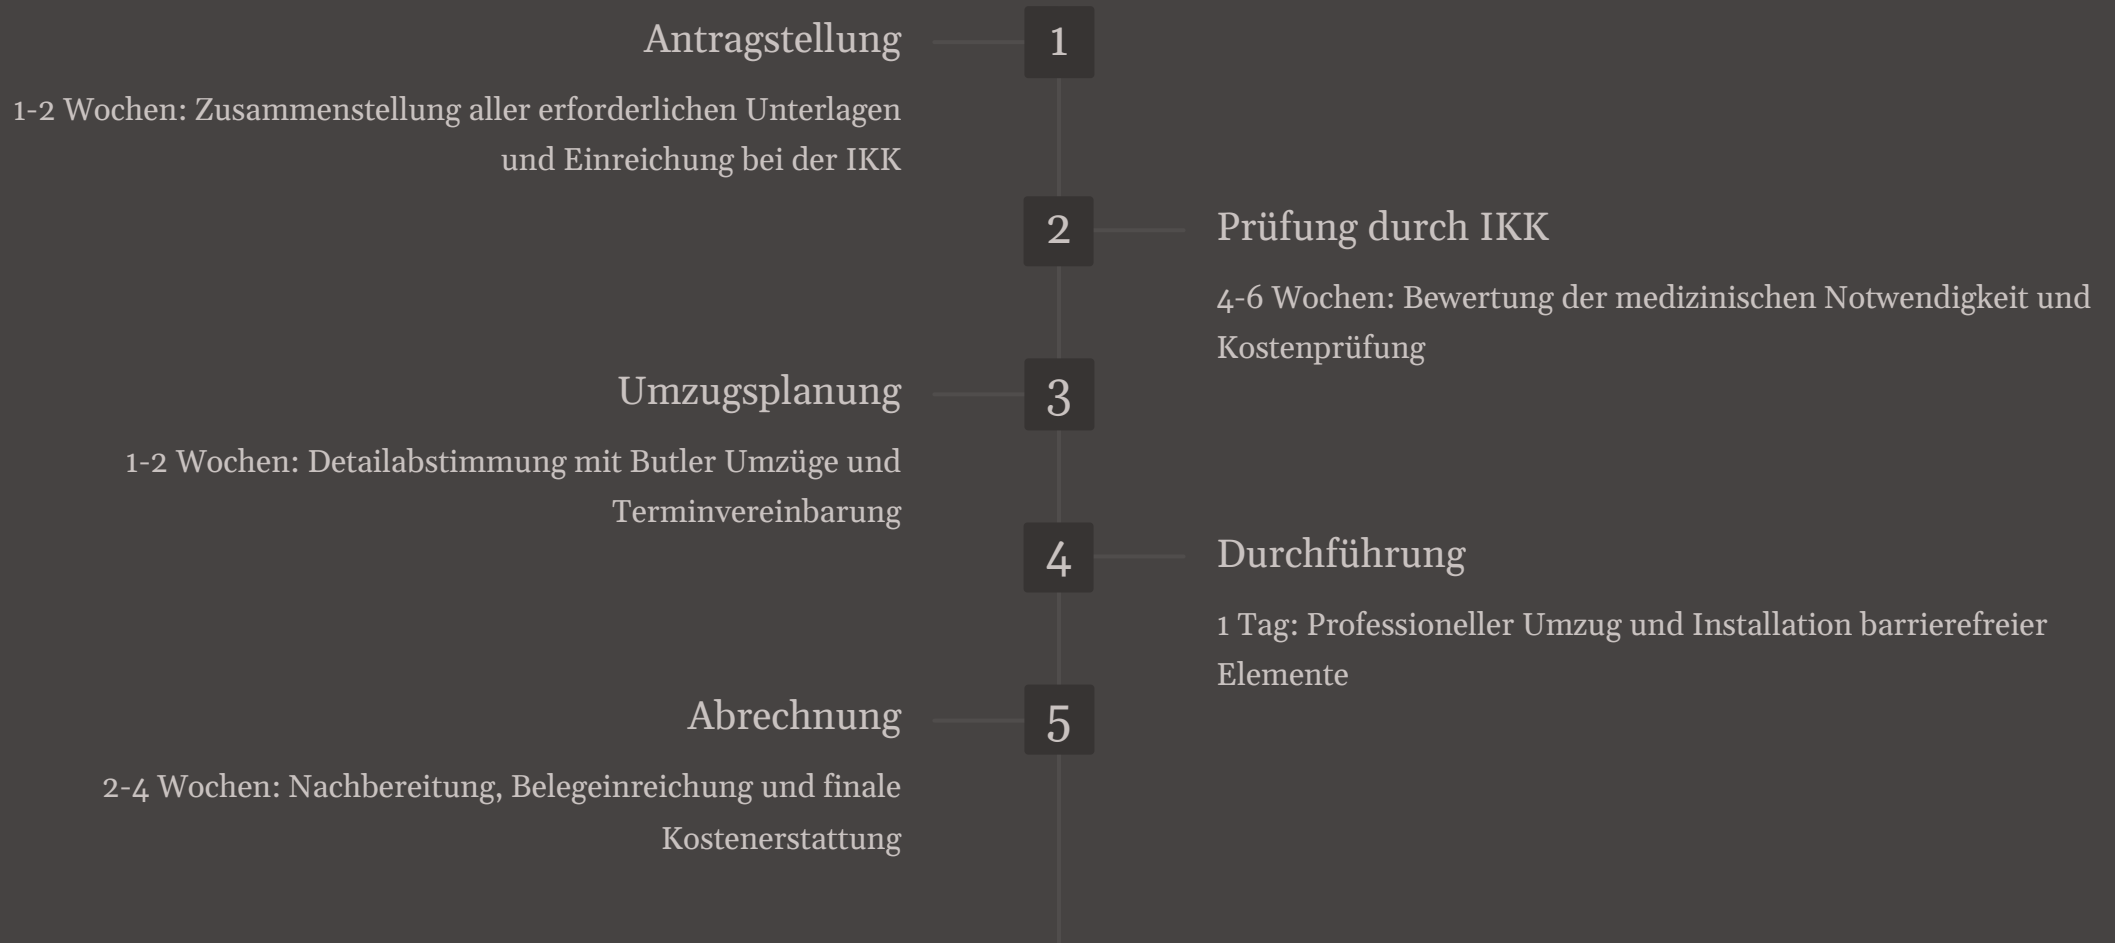 Antragstellung
1
1-2 Wochen: Zusammenstellung aller erforderlichen Unterlagen
und Einreichung bei der IKK
2
Prüfung durch IKK
4-6 Wochen: Bewertung der medizinischen Notwendigkeit und
Kostenprüfung
Umzugsplanung
3
1-2 Wochen: Detailabstimmung mit Butler Umzüge und
Terminvereinbarung
4
Durchführung
1 Tag: Professioneller Umzug und Installation barrierefreier
Elemente
Abrechnung
5
2-4 Wochen: Nachbereitung, Belegeinreichung und finale
Kostenerstattung